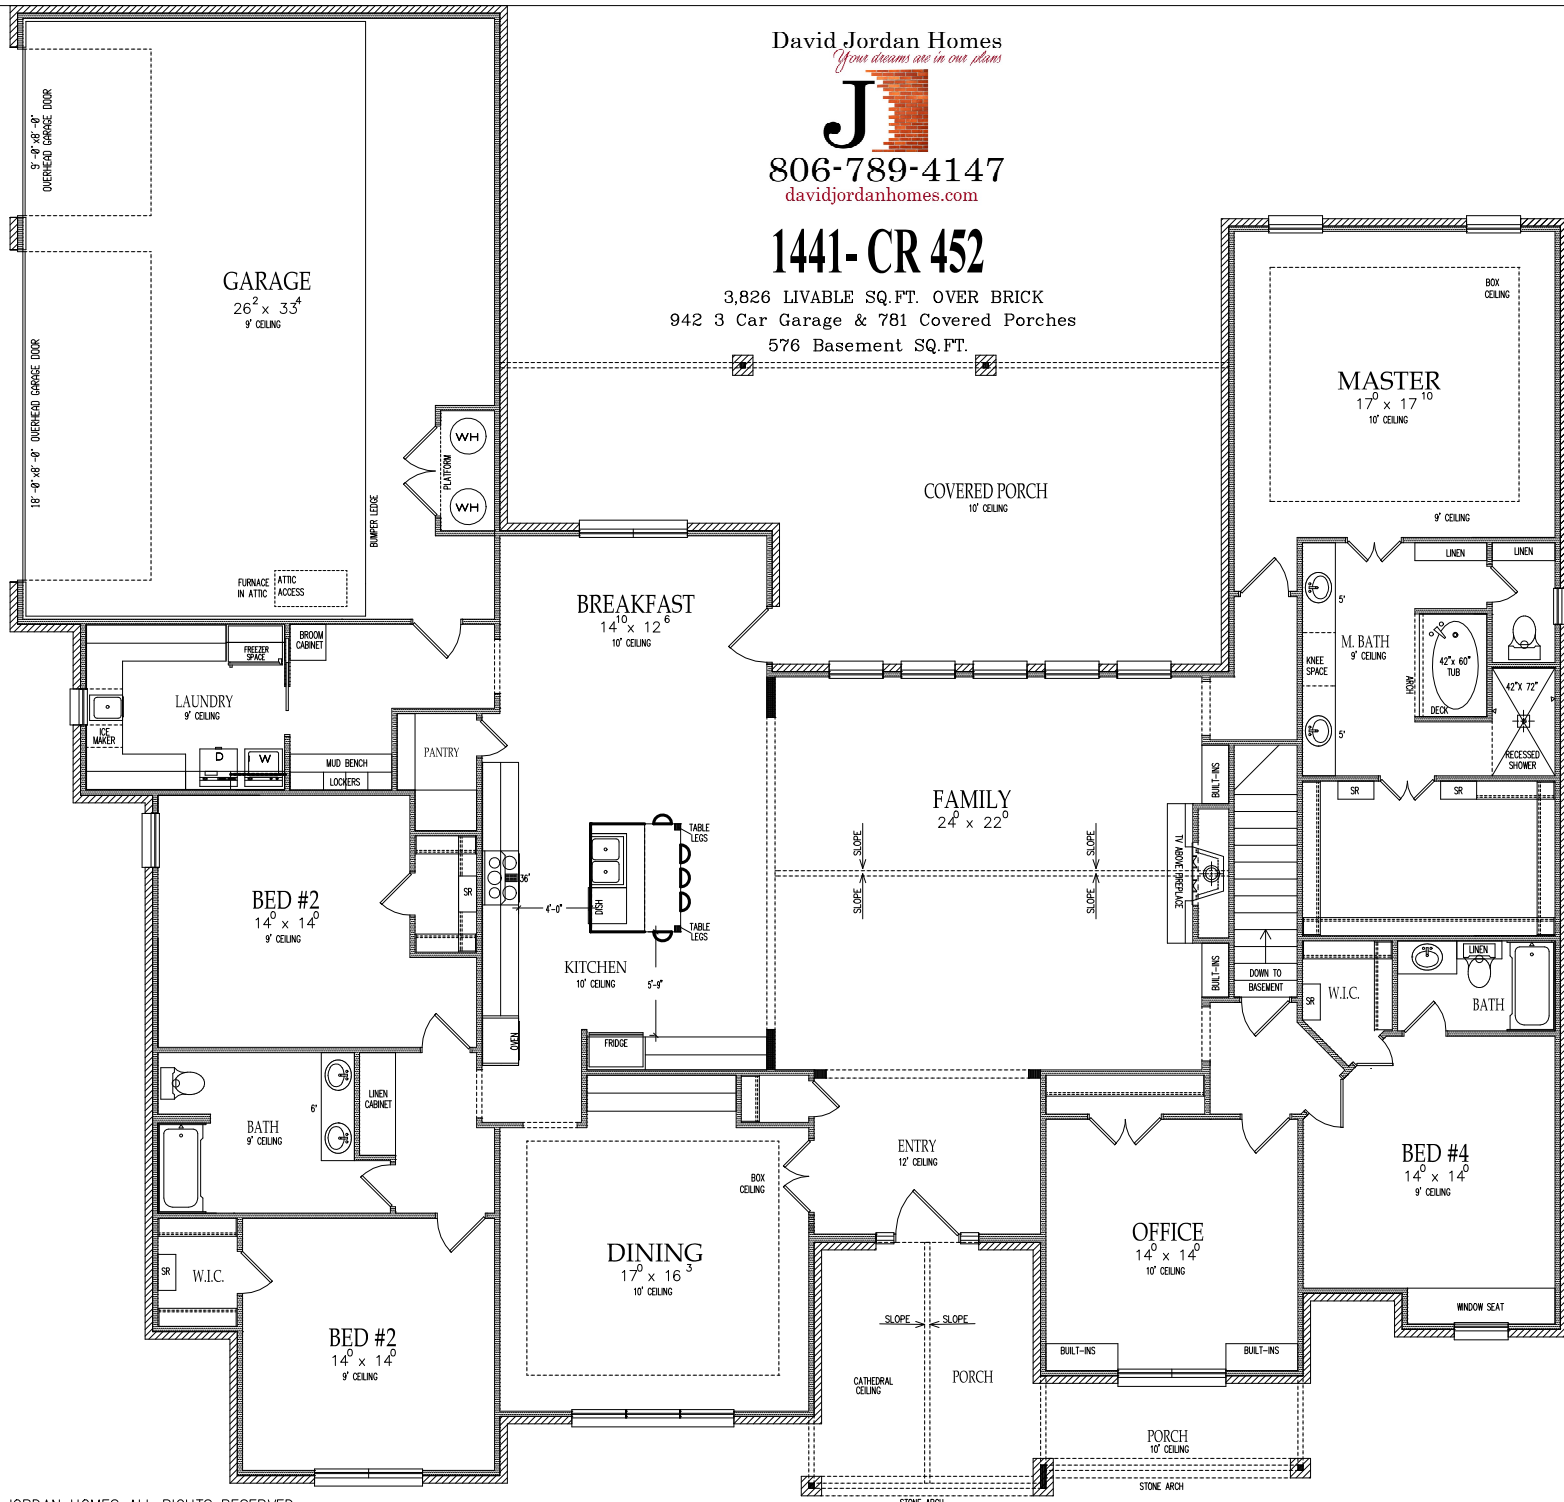 David Jordan Homes
Your dreams are in our plans
J
806-789-4147
davidjordanhomes.com
1441- CR 452
3,826 LIVABLE SQ.FT. OVER BRICK
942 3 Car Garage & 781 Covered Porches
576 Basement SQ.FT.
9'-0"x8'-0"
OVERHEAD GARAGE DOOR
18'-0"x8'-0" OVERHEAD GARAGE DOOR
GARAGE
26² x 33⁴
9' CEILING
WH
PLATFORM
WH
BUMPER LEDGE
FURNACE
IN ATTIC
ATTIC
ACCESS
COVERED PORCH
10' CEILING
BOX
CEILING
MASTER
17⁰ x 17¹⁰
10' CEILING
9' CEILING
LINEN
LINEN
5'
M. BATH
9' CEILING
KNEE
SPACE
ARCH
42"x 60"
TUB
DECK
42"X 72"
5'
RECESSED
SHOWER
SR
SR
BREAKFAST
14¹⁰ x 12⁶
10' CEILING
BROOM
CABINET
FREEZER
SPACE
LAUNDRY
9' CEILING
ICE
MAKER
D
W
MUD BENCH
LOCKERS
PANTRY
FAMILY
24⁰ x 22⁰
SLOPE
SLOPE
SLOPE
SLOPE
BUILT-INS
TV ABOVE FIREPLACE
BUILT-INS
DOWN TO
BASEMENT
BED #2
14⁰ x 14⁰
9' CEILING
SR
36"
4'-0"
DISH
TABLE
LEGS
TABLE
LEGS
KITCHEN
10' CEILING
5'-9"
OVEN
FRIDGE
W.I.C.
SR
LINEN
BATH
BATH
9' CEILING
6'
LINEN
CABINET
ENTRY
12' CEILING
BED #4
14⁰ x 14⁰
9' CEILING
WINDOW SEAT
BOX
CEILING
DINING
17⁰ x 16³
10' CEILING
OFFICE
14⁰ x 14⁰
10' CEILING
BUILT-INS
BUILT-INS
SR
W.I.C.
BED #2
14⁰ x 14⁰
9' CEILING
SLOPE
SLOPE
CATHEDRAL
CEILING
PORCH
PORCH
10' CEILING
STONE ARCH
STONE ARCH
JORDAN HOMES ALL RIGHTS RESERVED